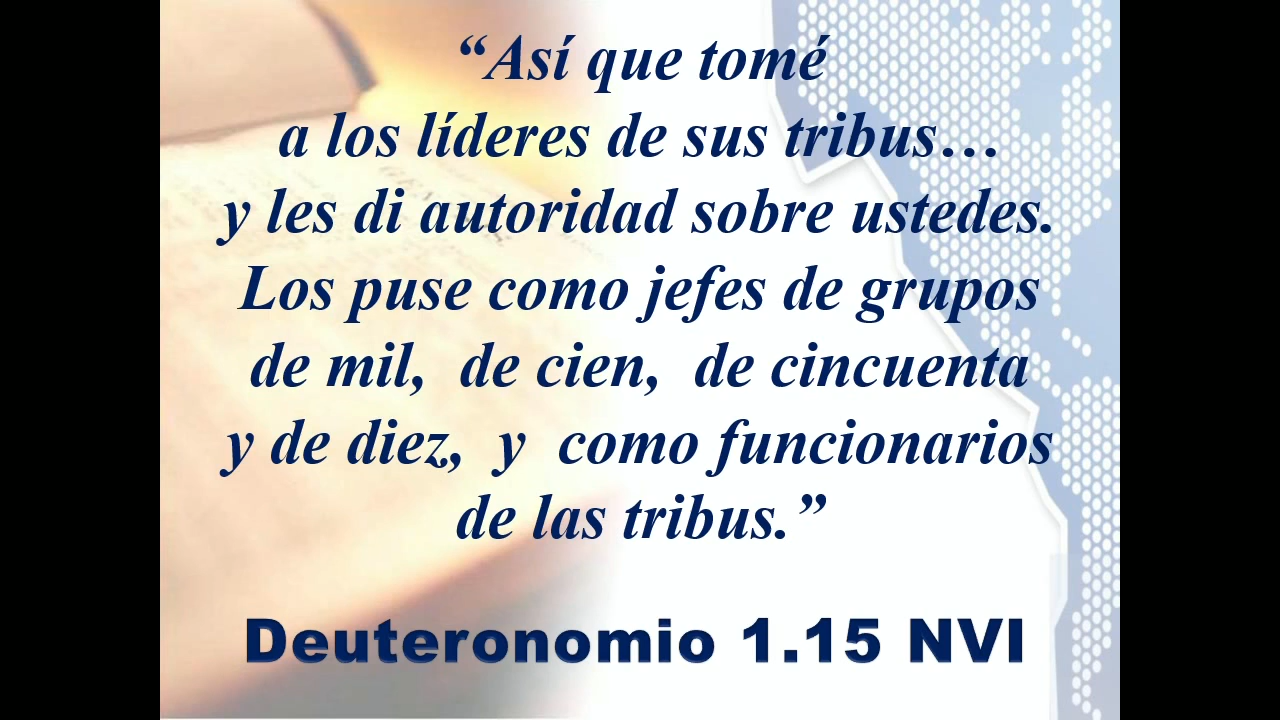 “Así que tomé
a los líderes de sus tribus…
y les di autoridad sobre ustedes.
Los puse como jefes de grupos
de mil, de cien, de cincuenta
y de diez, y como funcionarios
de las tribus.”
Deuteronomio 1.15 NVI